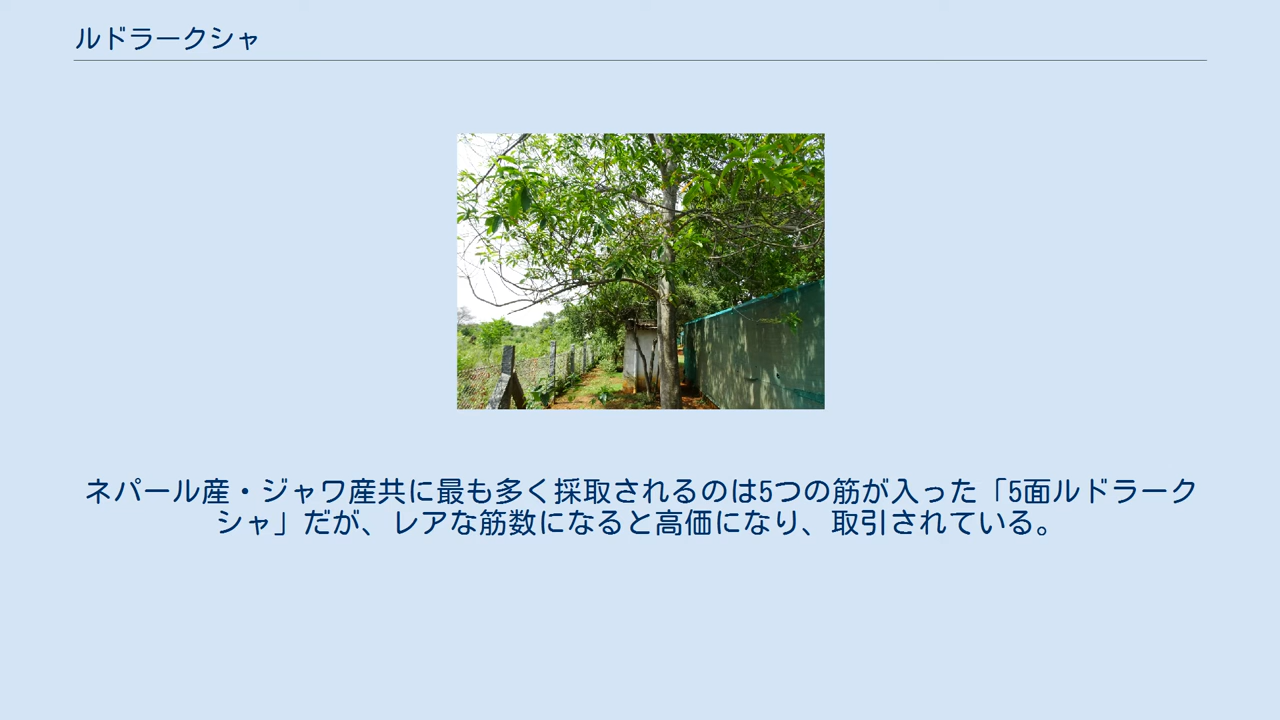 ルドラークシャ
ネパール産・ジャワ産共に最も多く採取されるのは5つの筋が入った「5面ルドラーク
シャ」だが、レアな筋数になると高価になり、取引されている。